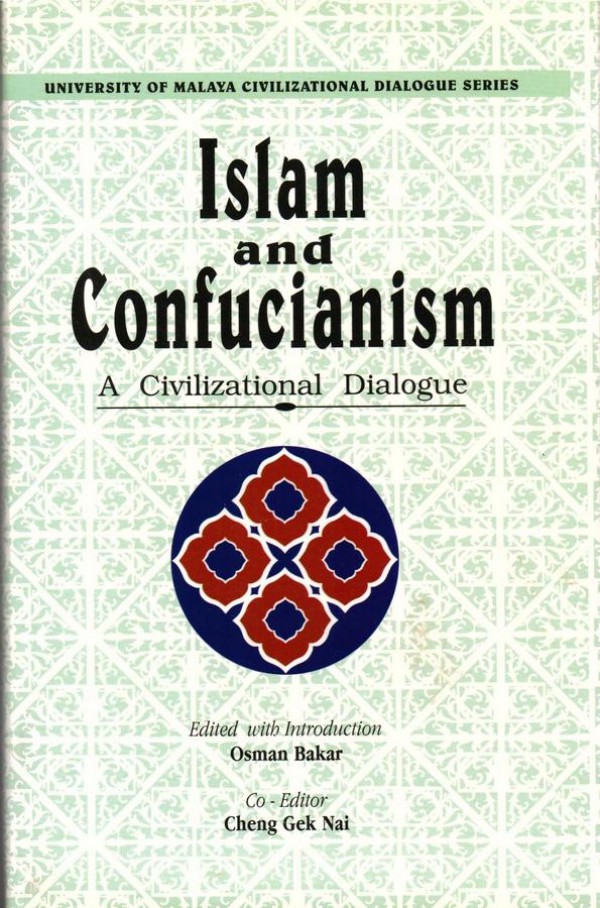 UNIVERSITY OF MALAYA CIVILIZATIONAL DIALOGUE SERIES
Islam
and
Confucianism
A Civilizational Dialogue
Edited with Introduction
Osman Bakar
Co - Editor
Cheng Gek Nai